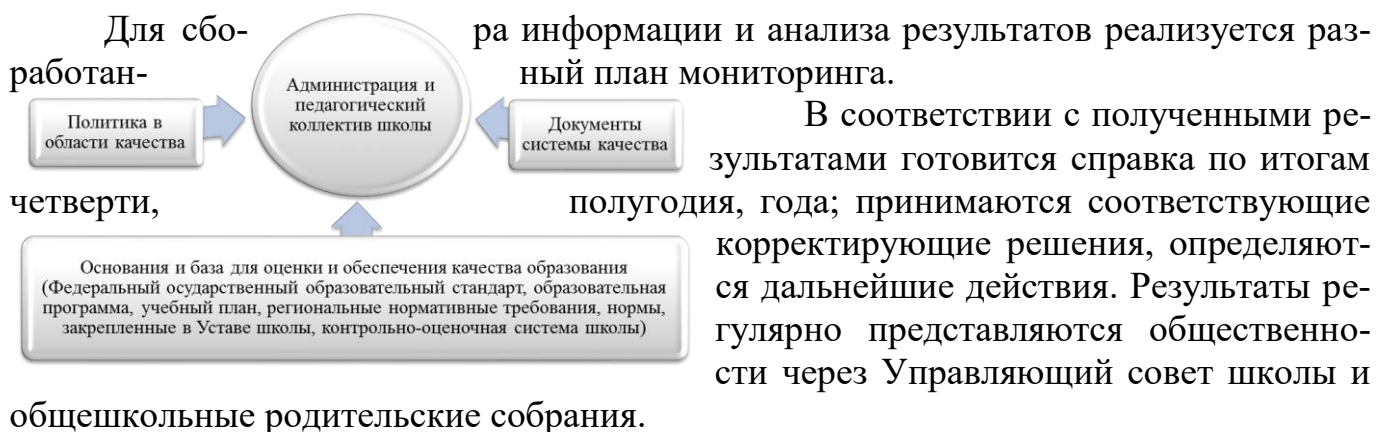 Для сбо- ра информации и анализа результатов реализуется раз-
работан- ный план мониторинга.
Администрация и
педагогический
коллектив школы
Политика в
области качества
Документы
системы качества
В соответствии с полученными ре-
зультатами готовится справка по итогам
четверти, полугодия, года; принимаются соответствующие
корректирующие решения, определяют-
ся дальнейшие действия. Результаты ре-
гулярно представляются общественно-
сти через Управляющий совет школы и
общешкольные родительские собрания.
Основания и база для оценки и обеспечения качества образования
(Федеральный осударственный образовательный стандарт, образовательная
программа, учебный план, региональные нормативные требования, нормы,
закрепленные в Уставе школы, контрольно-оценочная система школы)